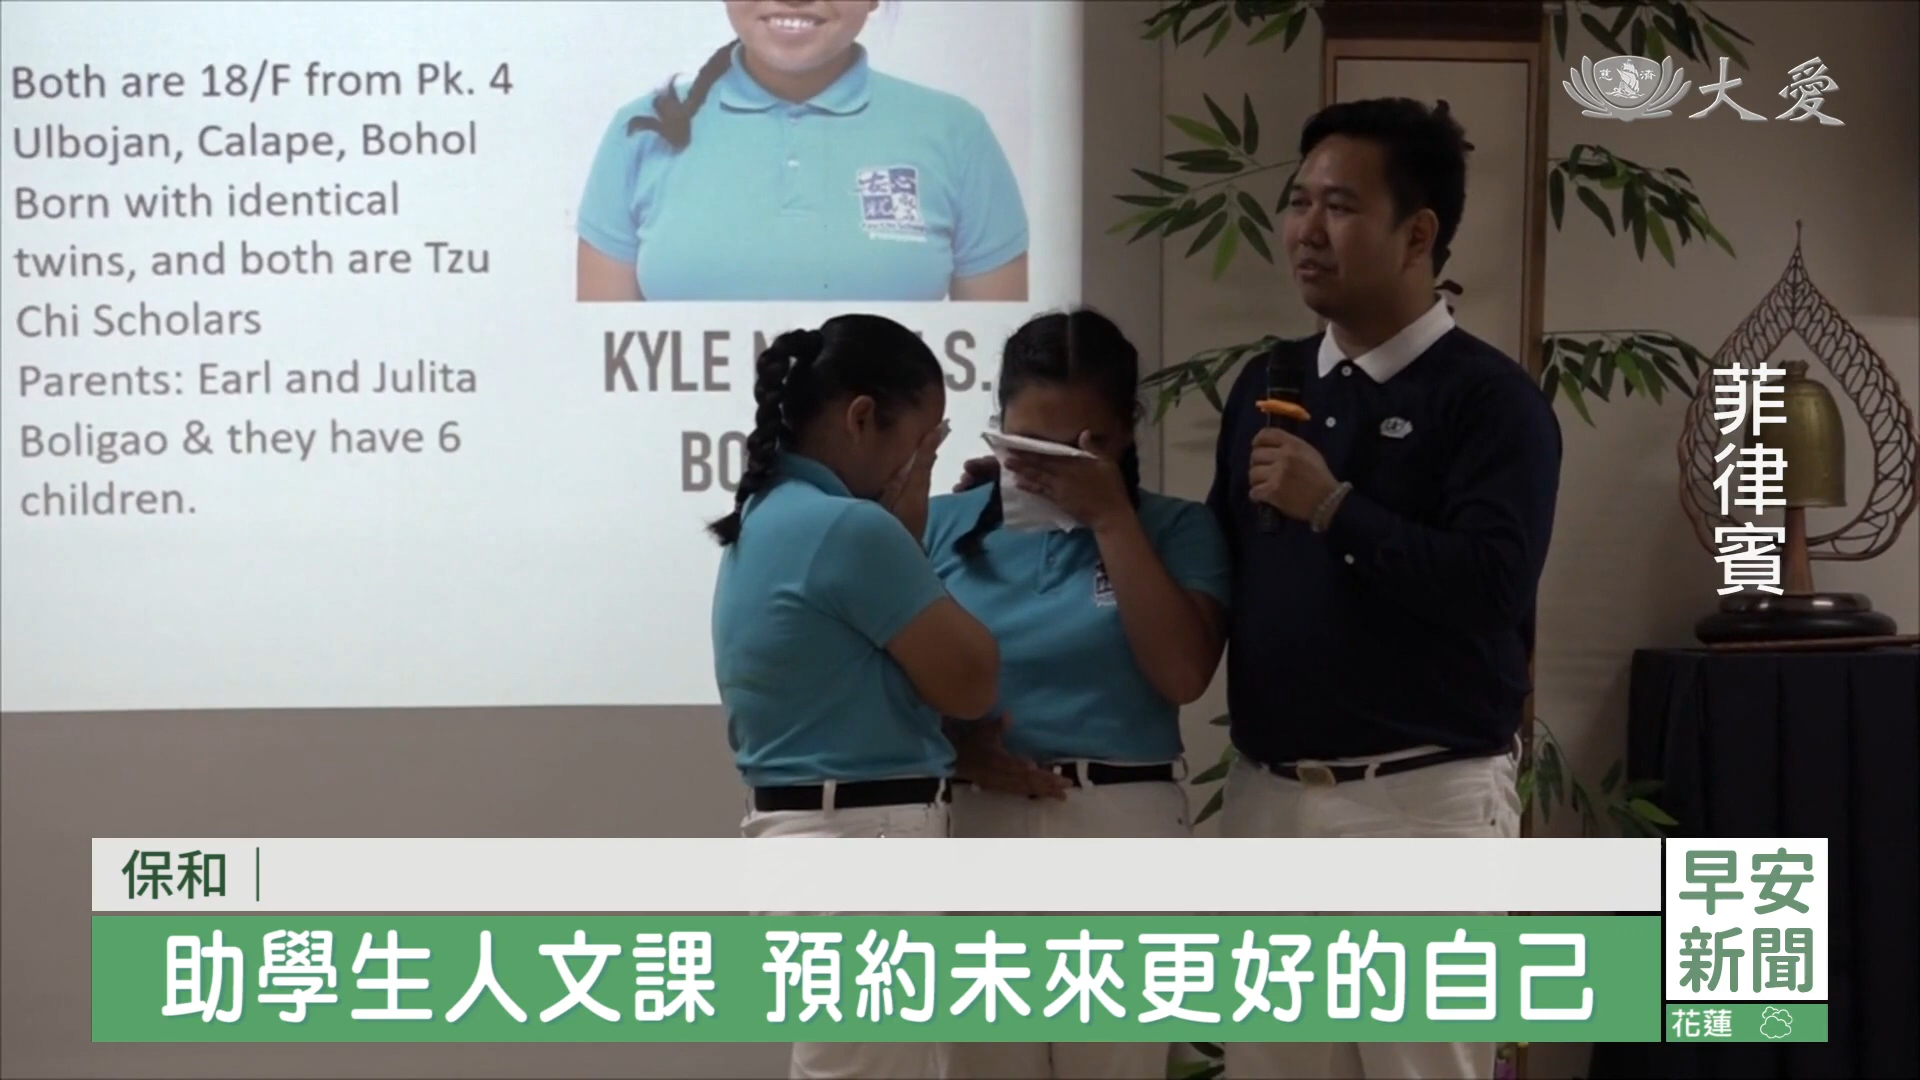 Both are 18/F from Pk. 4
Ulbojan, Calape, Bohol
Born with identical
twins, and both are Tzu
Chi Scholars
Parents: Earl and Julita
Boligao & they have 6
children.
KYLE
S.
BO
慈濟
大愛
菲律賓
保和
助學生人文課 預約未來更好的自己
早安
新聞
花蓮